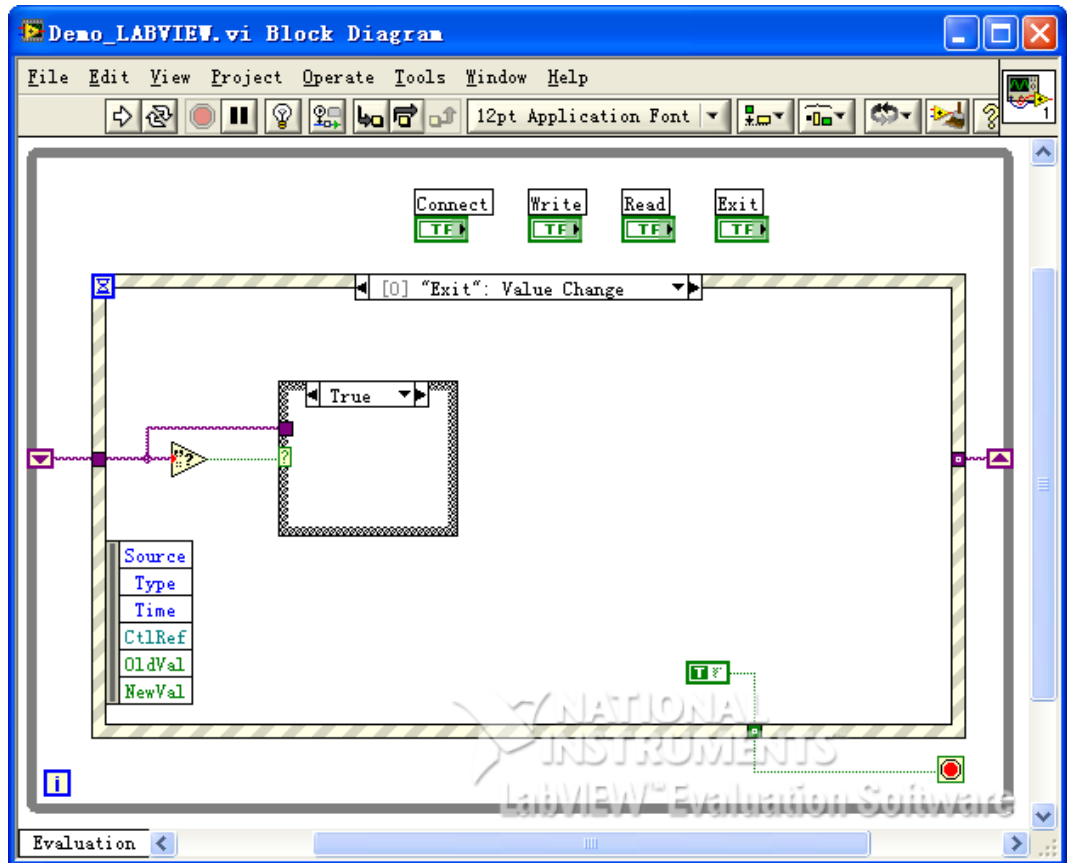 Demo_LABVIEW.vi Block Diagram
File Edit View Project Operate Tools Window Help
12pt Application Font
1
Connect Write Read Exit
TF TF TF TF
[0] "Exit": Value Change
True
?
?
Source
Type
Time
CtlRef
OldVal
NewVal
T
NATIONAL
INSTRUMENTS
i
LabVIEW™ Evaluation Software
Evaluation